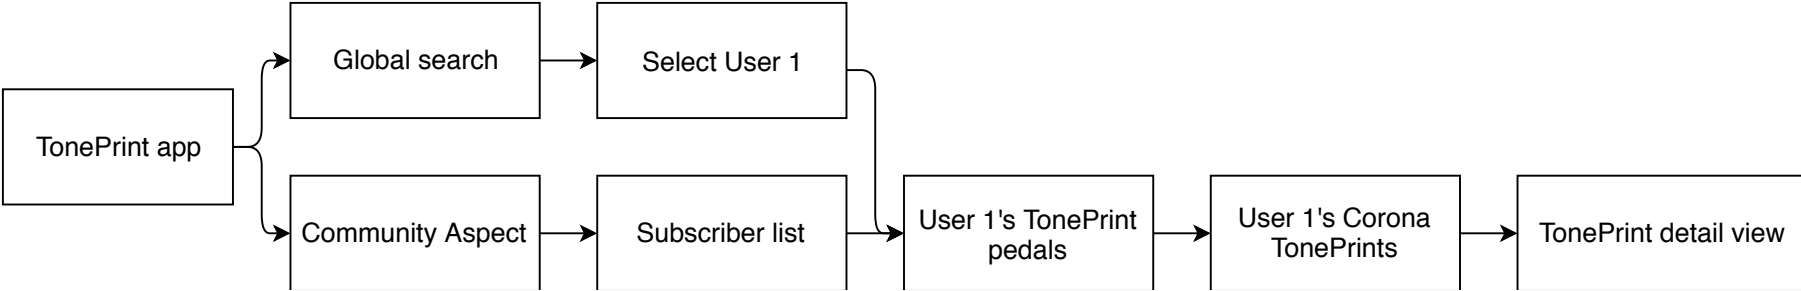 TonePrint app
Global search
Select User 1
Community Aspect
Subscriber list
User 1's TonePrint
pedals
User 1's Corona
TonePrints
TonePrint detail view